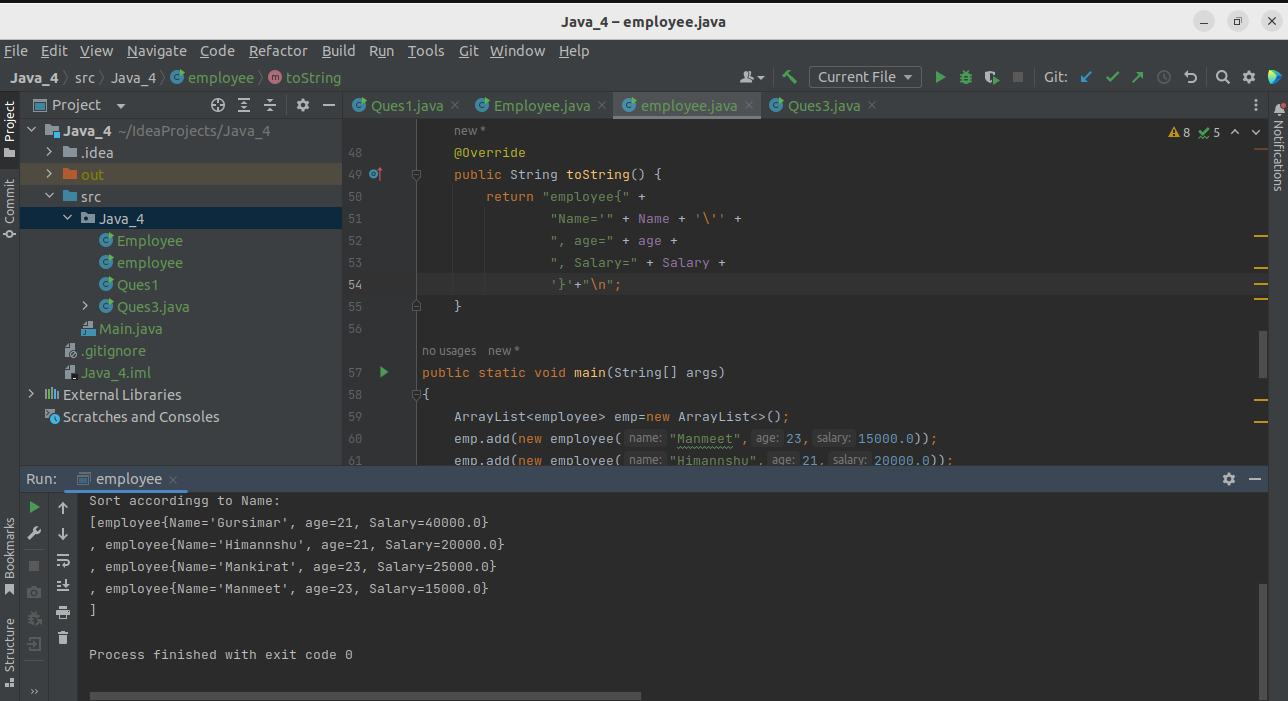 Java_4 – employee.java
File Edit View Navigate Code Refactor Build Run Tools Git Window Help
Java_4 src Java_4 employee toString
Current File
Git:
Project
Ques1.java Employee.java employee.java Ques3.java
Project
Commit
Bookmarks
Structure
Notifications
Java_4 ~/IdeaProjects/Java_4
.idea
out
src
Java_4
Employee
employee
Ques1
Ques3.java
Main.java
.gitignore
Java_4.iml
External Libraries
Scratches and Consoles
8 5
new *
48 @Override
49 public String toString() {
50 return "employee{" +
51 "Name='" + Name + '\'' +
52 ", age=" + age +
53 ", Salary=" + Salary +
54 '}'+"\n";
55 }
56
no usages new *
57 public static void main(String[] args)
58 {
59 ArrayList<employee> emp=new ArrayList<>();
60 emp.add(new employee( name: "Manmeet", age: 23, salary: 15000.0));
61 emp.add(new employee( name: "Himannshu", age: 21, salary: 20000.0));
Run: employee
Sort accordingg to Name:
[employee{Name='Gursimar', age=21, Salary=40000.0}
, employee{Name='Himannshu', age=21, Salary=20000.0}
, employee{Name='Mankirat', age=23, Salary=25000.0}
, employee{Name='Manmeet', age=23, Salary=15000.0}
]
Process finished with exit code 0